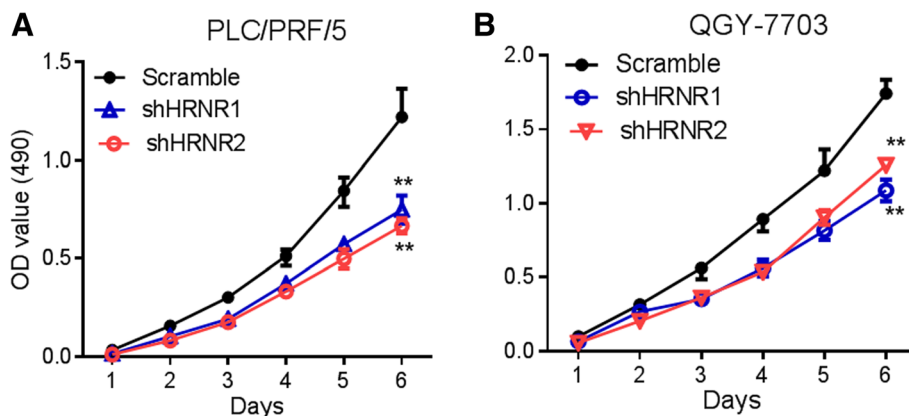 A
PLC/PRF/5
OD value (490)
1.5
1.0
0.5
0.0
Scramble
shHRNR1
shHRNR2
**
**
1 2 3 4 5 6
Days
B
QGY-7703
2.0
1.5
1.0
0.5
0.0
Scramble
shHRNR1
shHRNR2
**
**
1 2 3 4 5 6
Days